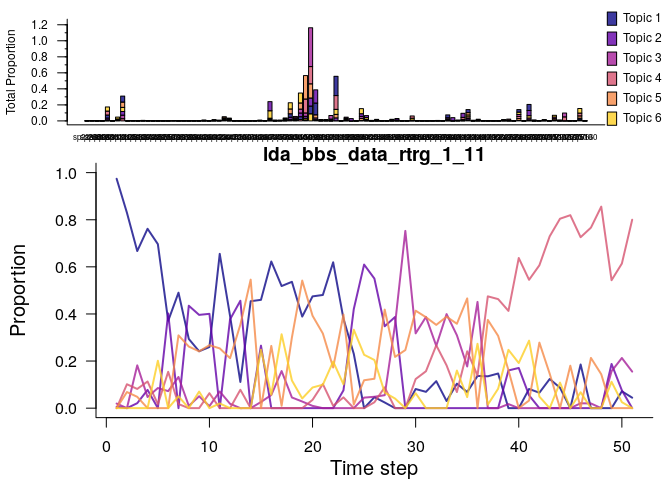 Total Proportion
1.2
1.0
0.8
0.6
0.4
0.2
0.0
Topic 1
Topic 2
Topic 3
Topic 4
Topic 5
Topic 6
lda_bbs_data_rtrg_1_11
Proportion
1.0
0.8
0.6
0.4
0.2
0.0
0 10 20 30 40 50
Time step